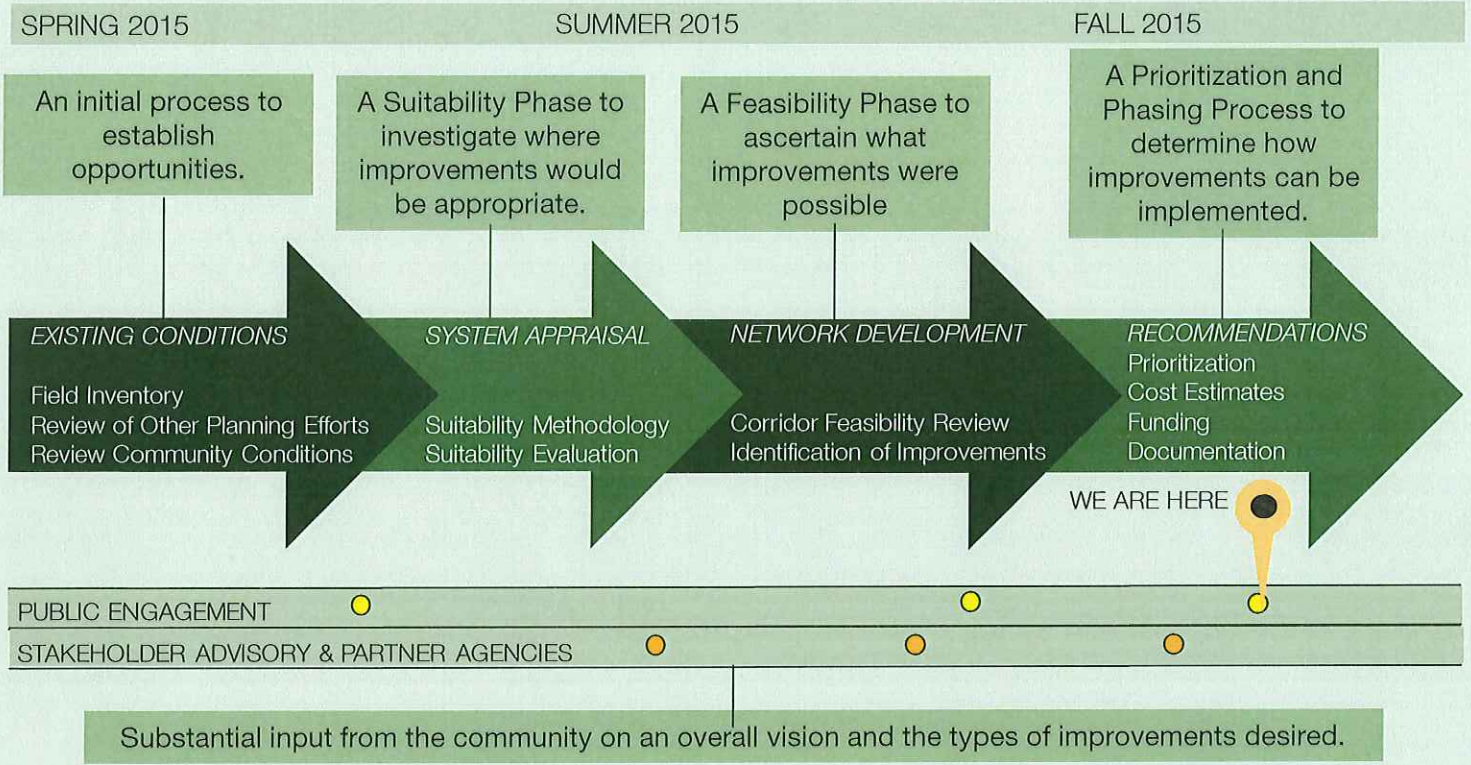 SPRING 2015
SUMMER 2015
FALL 2015
An initial process to
establish
opportunities.
A Suitability Phase to
investigate where
improvements would
be appropriate.
A Feasibility Phase to
ascertain what
improvements were
possible
A Prioritization and
Phasing Process to
determine how
improvements can be
implemented.
EXISTING CONDITIONS
Field Inventory
Review of Other Planning Efforts
Review Community Conditions
SYSTEM APPRAISAL
Suitability Methodology
Suitability Evaluation
NETWORK DEVELOPMENT
Corridor Feasibility Review
Identification of Improvements
RECOMMENDATIONS
Prioritization
Cost Estimates
Funding
Documentation
WE ARE HERE
PUBLIC ENGAGEMENT
STAKEHOLDER ADVISORY & PARTNER AGENCIES
Substantial input from the community on an overall vision and the types of improvements desired.